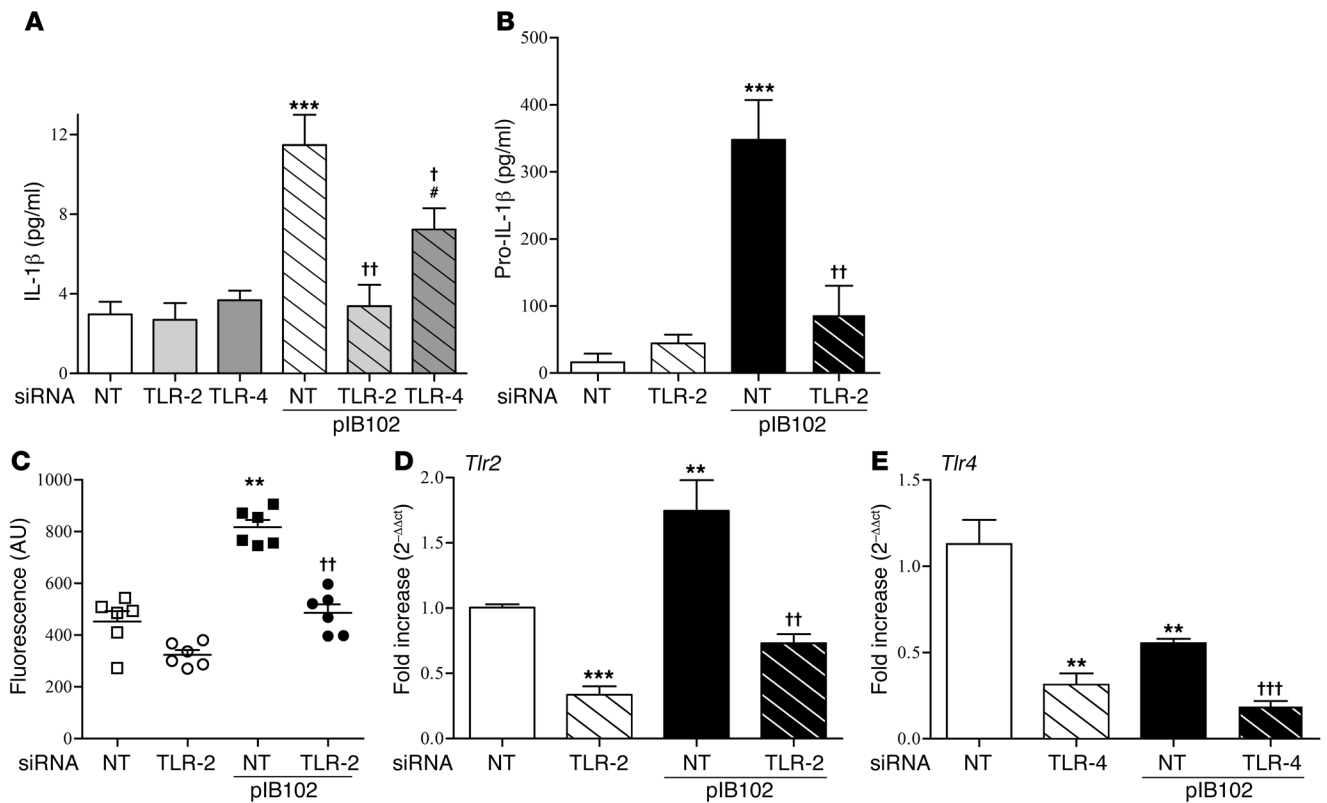 A
IL-1β (pg/ml)
12
8
4
0
***
††
†
#
siRNA NT TLR-2 TLR-4 NT TLR-2 TLR-4
pIB102
B
Pro-IL-1β (pg/ml)
500
400
300
200
100
0
***
††
siRNA NT TLR-2 NT TLR-2
pIB102
C
Fluorescence (AU)
1000
800
600
400
200
0
**
††
siRNA NT TLR-2 NT TLR-2
pIB102
D Tlr2
Fold increase (2⁻ΔΔct)
2.0
1.5
1.0
0.5
0.0
***
**
††
siRNA NT TLR-2 NT TLR-2
pIB102
E Tlr4
Fold increase (2⁻ΔΔct)
1.5
1.0
0.5
0.0
**
**
†††
siRNA NT TLR-4 NT TLR-4
pIB102